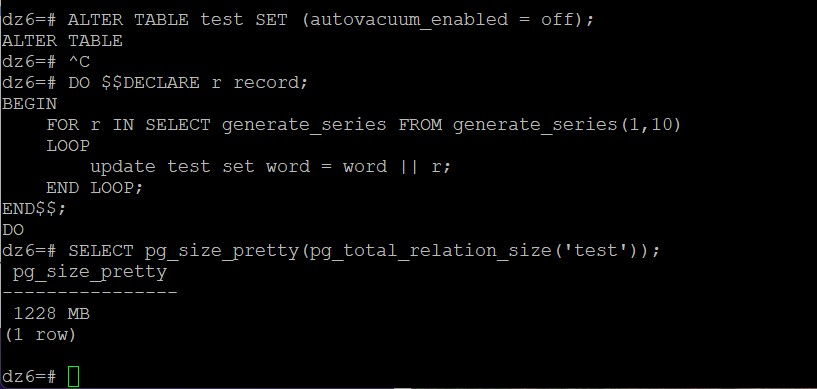 dz6=# ALTER TABLE test SET (autovacuum_enabled = off);
ALTER TABLE
dz6=# ^C
dz6=# DO $$DECLARE r record;
BEGIN
    FOR r IN SELECT generate_series FROM generate_series(1,10)
    LOOP
        update test set word = word || r;
    END LOOP;
END$$;
DO
dz6=# SELECT pg_size_pretty(pg_total_relation_size('test'));
 pg_size_pretty
----------------
 1228 MB
(1 row)
dz6=#